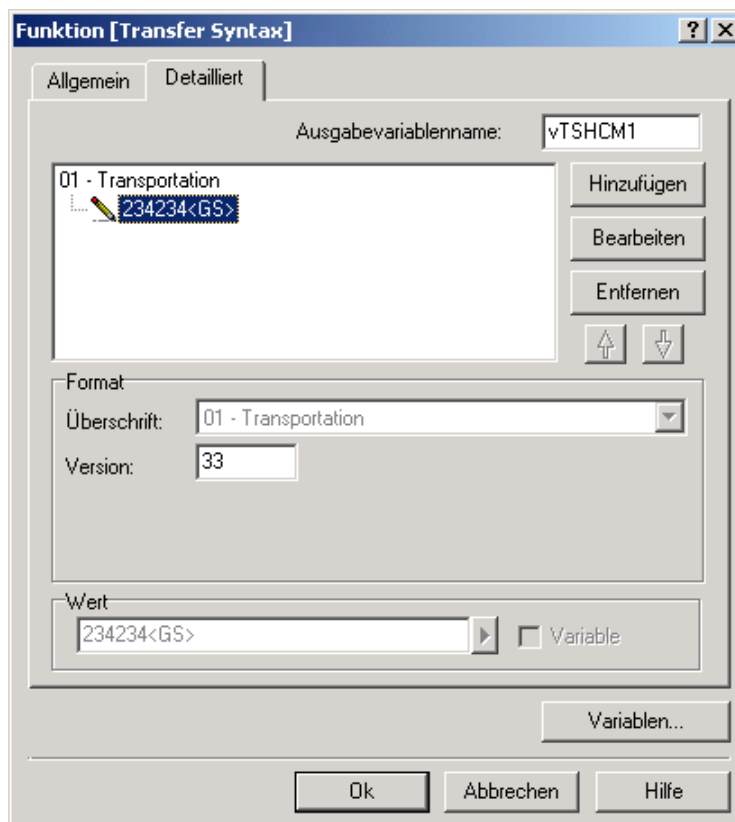 Funktion [Transfer Syntax]
Allgemein
Detailliert
Ausgabevariablenname: vTSHCM1
01 - Transportation
234234<GS>
Hinzufügen
Bearbeiten
Entfernen
Format
Überschrift: 01 - Transportation
Version: 33
Wert
234234<GS>
Variable
Variablen...
Ok
Abbrechen
Hilfe